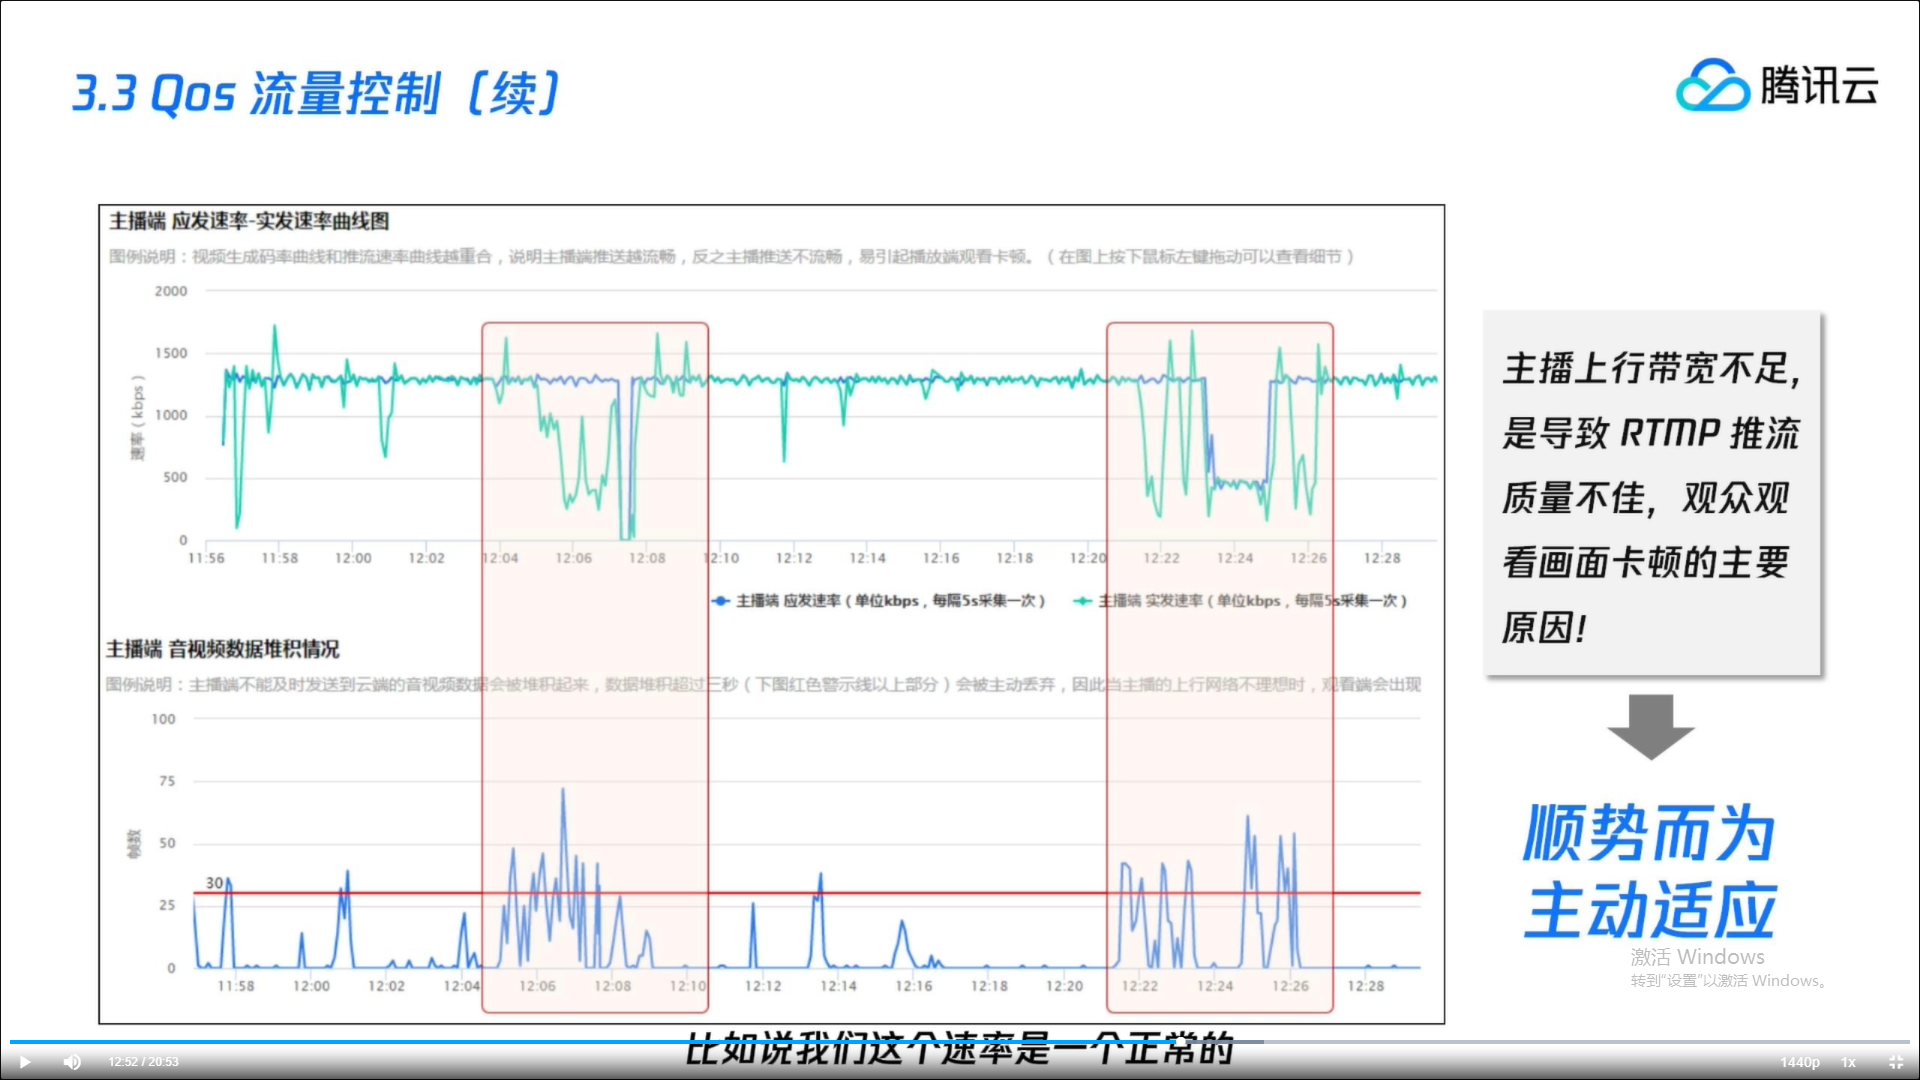 3.3 Qos 流量控制（续）
腾讯云
主播端 应发速率-实发速率曲线图
图例说明：视频生成码率曲线和推流速率曲线越重合，说明主播端推送越流畅，反之主播推送不流畅，易引起播放端观看卡顿。（在图上按下鼠标左键拖动可以查看细节）
2000
1500
1000
500
0
速率（kbps）
11:56 11:58 12:00 12:02 12:04 12:06 12:08 12:10 12:12 12:14 12:16 12:18 12:20 12:22 12:24 12:26 12:28
主播端 应发速率（单位kbps，每隔5s采集一次） 主播端 实发速率（单位kbps，每隔5s采集一次）
主播端 音视频数据堆积情况
图例说明：主播端不能及时发送到云端的音视频数据会被堆积起来，数据堆积超过三秒（下图红色警示线以上部分）会被主动丢弃，因此当主播的上行网络不理想时，观看端会出现
100
75
50
30
25
0
帧数
11:58 12:00 12:02 12:04 12:06 12:08 12:10 12:12 12:14 12:16 12:18 12:20 12:22 12:24 12:26 12:28
主播上行带宽不足，
是导致 RTMP 推流
质量不佳，观众观
看画面卡顿的主要
原因！
顺势而为
主动适应
激活 Windows
转到“设置”以激活 Windows。
比如说我们这个速率是一个正常的
12:52 / 20:53
1440p 1x